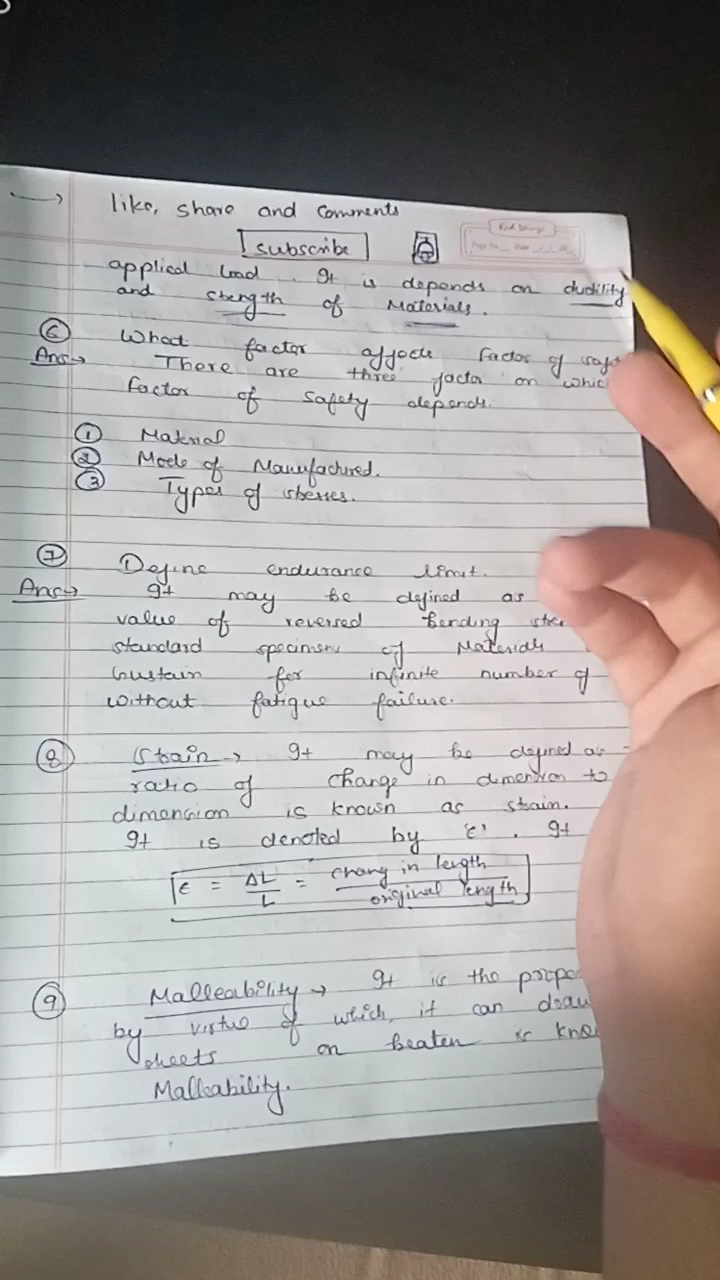 → like, share and comments
subscribe
applied load. It is depends on ductility
and strength of Materials.
⑥ What factor affects factor of
Ans→ There are three factor on
factor of safety depends.
① Material
② Mode of Manufactured.
③ Types of stresses.
⑦ Define endurance limit.
Ans→ It may be defined as
value of reversed bending
standard specimens of Materials
sustain for infinite number of
without fatigue failure.
⑧ Strain → It may be defined as
ratio of change in dimension to
dimension is known as strain.
It is denoted by 'ε'. It
ε = ΔL/L = chang in length/original length
⑨ Malleability → It is the
by virtue of which, it can
sheets on beaten is
Malleability.